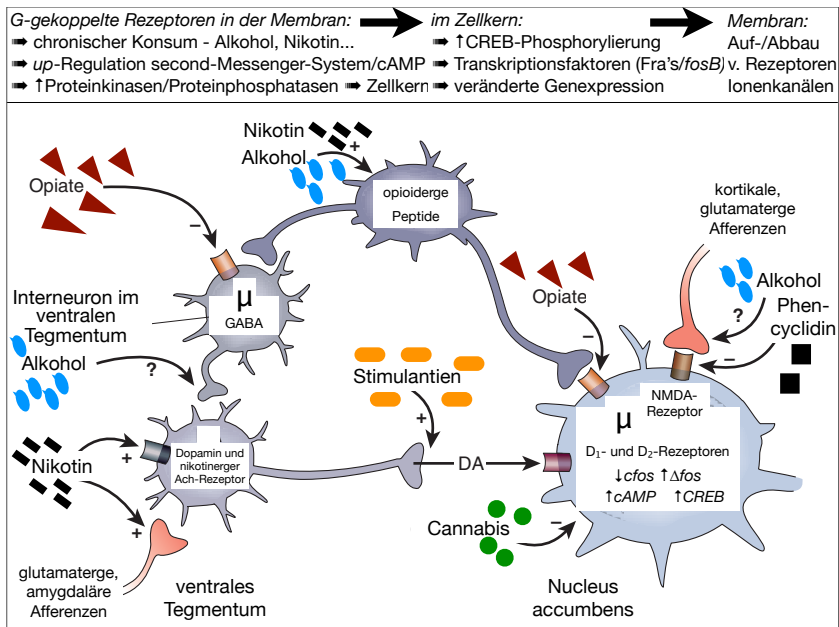 G-gekoppelte Rezeptoren in der Membran:
chronischer Konsum - Alkohol, Nikotin...
up-Regulation second-Messenger-System/cAMP
↑Proteinkinasen/Proteinphosphatasen
Zellkern
im Zellkern:
↑CREB-Phosphorylierung
Transkriptionsfaktoren (Fra's/fosB)
veränderte Genexpression
Membran:
Auf-/Abbau
v. Rezeptoren
Ionenkanälen
Nikotin
Alkohol
+
opioiderge
Peptide
Opiate
−
kortikale,
glutamaterge
Afferenzen
Interneuron im
ventralen
Tegmentum
µ
GABA
Opiate
−
Alkohol
?
Phen-
cyclidin
−
Alkohol
?
Stimulantien
+
NMDA-
Rezeptor
µ
D1- und D2-Rezeptoren
↓cfos ↑∆fos
↑cAMP ↑CREB
Nikotin
+
+
Dopamin und
nikotinerger
Ach-Rezeptor
DA
Cannabis
−
glutamaterge,
amygdaläre
Afferenzen
ventrales
Tegmentum
Nucleus
accumbens